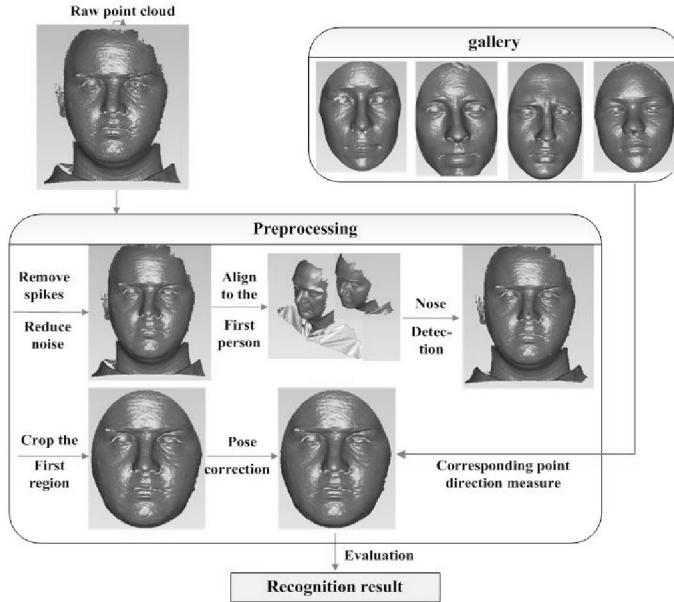 Raw point cloud
gallery
Preprocessing
Remove
spikes
Reduce
noise
Align
to the
First
person
Nose
Detec-
tion
Crop the
First
region
Pose
correction
Corresponding point
direction measure
Evaluation
Recognition result